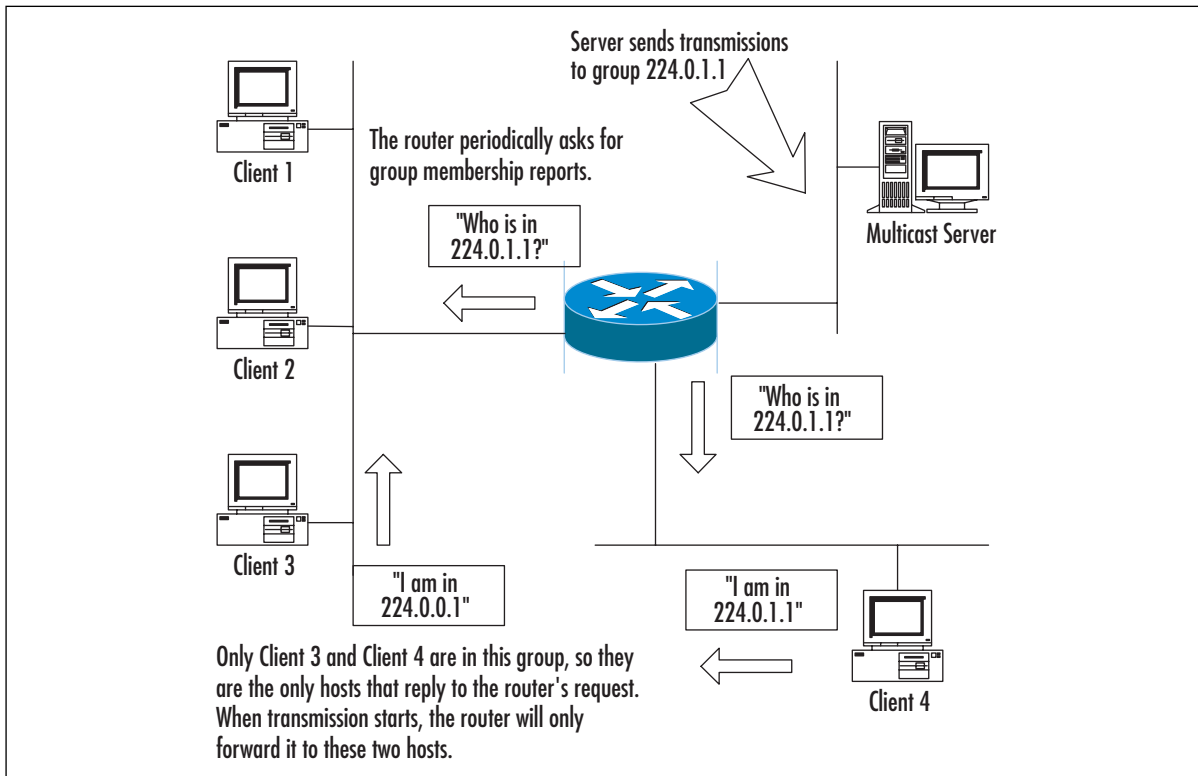 Server sends transmissions
to group 224.0.1.1
Client 1
The router periodically asks for
group membership reports.
Multicast Server
"Who is in
224.0.1.1?"
Client 2
"Who is in
224.0.1.1?"
Client 3
"I am in
224.0.0.1"
"I am in
224.0.1.1"
Client 4
Only Client 3 and Client 4 are in this group, so they
are the only hosts that reply to the router's request.
When transmission starts, the router will only
forward it to these two hosts.